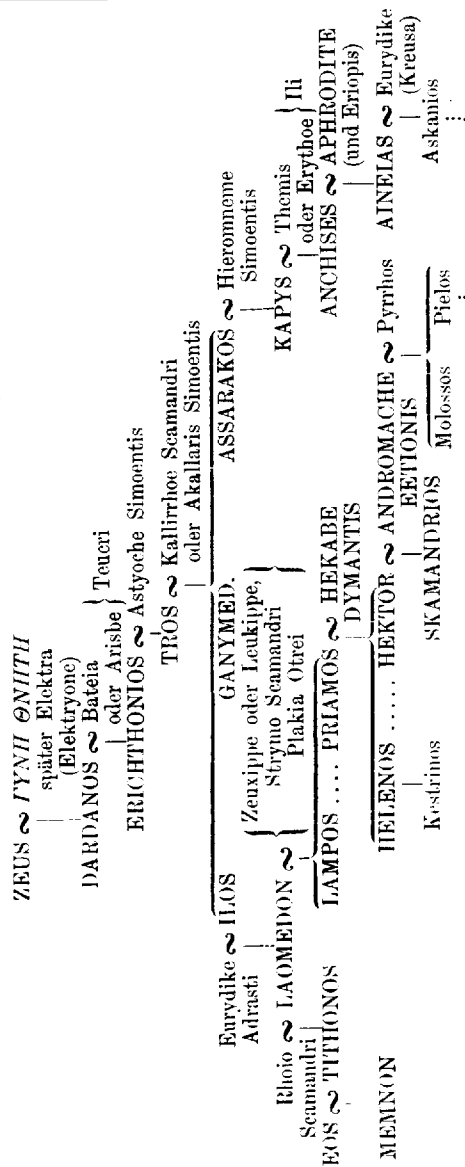 ZEUS ∾ ΓΥΝΗ ΘΝΗΤΗ
später Elektra
(Elektryone)
DARDANOS ∾ Bateia
oder Arisbe } Teucri
ERICHTHONIOS ∾ Astyoche Simoentis
TROS ∾ Kallirrhoe Scamandri
oder Akallaris Simoentis
Eurydike ∾ ILOS GANYMED. ASSARAKOS ∾ Hieromneme
Adrasti Simoentis
Rhoio ∾ LAOMEDON ∾ { Zeuxippe oder Leukippe,
Scamandri Strymo Scamandri
Plakia Otrei }
KAPYS ∾ Themis
oder Erythoe } Ili
EOS ∾ TITHONOS LAMPOS .... PRIAMOS ∾ HEKABE
DYMANTIS
ANCHISES ∾ APHRODITE
(und Eriopis)
MEMNON HELENOS ..... HEKTOR ∾ ANDROMACHE ∾ Pyrrhos
EETIONIS
AINEIAS ∾ Eurydike
(Kreusa)
Kestrinos SKAMANDRIOS Molossos Pielos Askanios